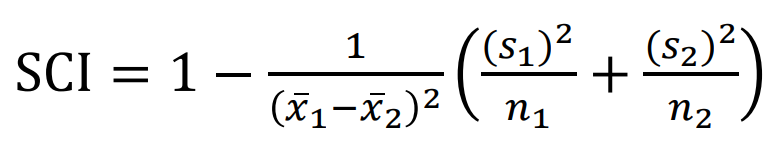 SCI = 1 − 1/(x̄₁−x̄₂)² ((s₁)²/n₁ + (s₂)²/n₂)